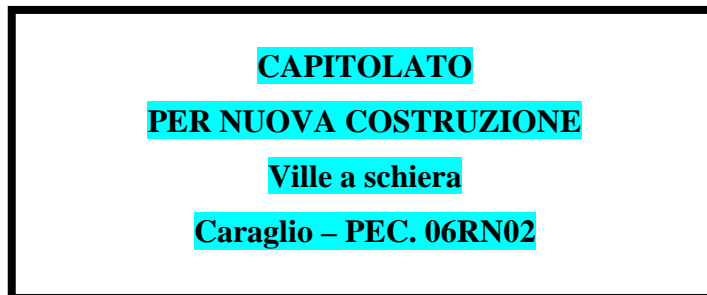 CAPITOLATO
PER NUOVA COSTRUZIONE
Ville a schiera
Caraglio – PEC. 06RN02